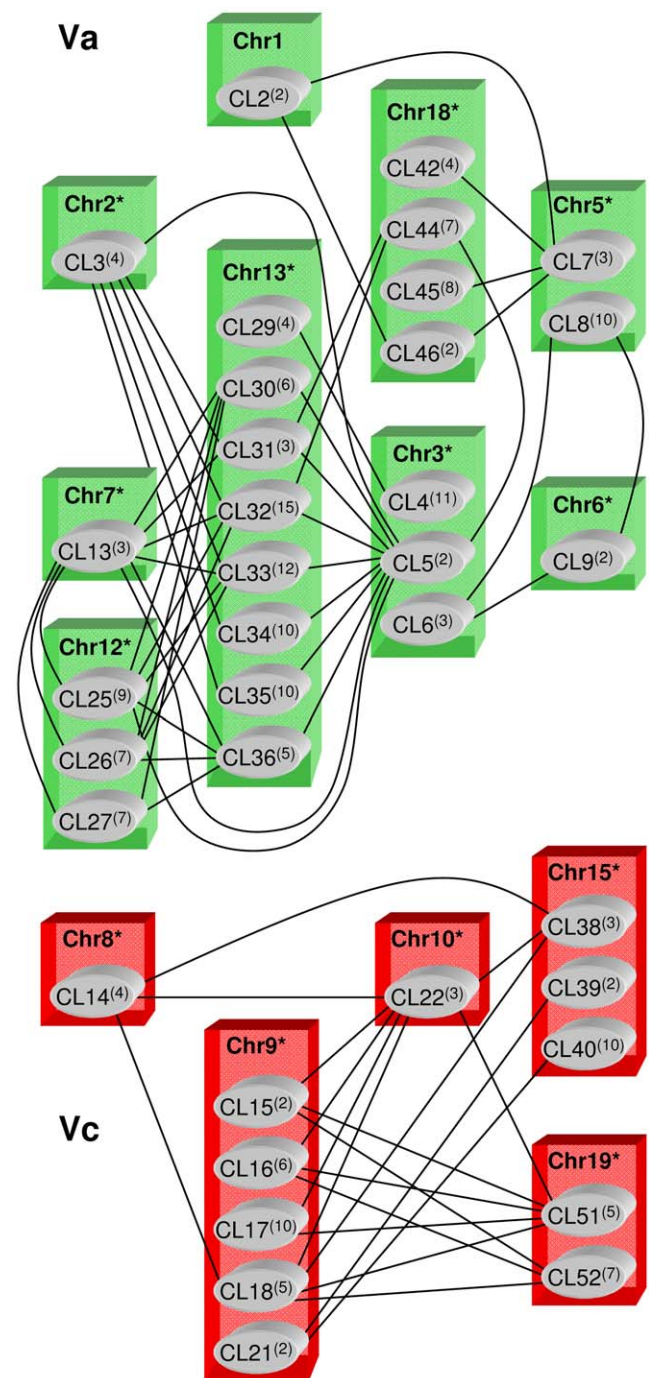 Va
Chr1
CL2(2)
Chr18*
CL42(4)
CL44(7)
CL45(8)
CL46(2)
Chr2*
CL3(4)
Chr5*
CL7(3)
CL8(10)
Chr13*
CL29(4)
CL30(6)
CL31(3)
CL32(15)
CL33(12)
CL34(10)
CL35(10)
CL36(5)
Chr3*
CL4(11)
CL5(2)
CL6(3)
Chr7*
CL13(3)
Chr6*
CL9(2)
Chr12*
CL25(9)
CL26(7)
CL27(7)
Chr15*
CL38(3)
CL39(2)
CL40(10)
Chr8*
CL14(4)
Chr10*
CL22(3)
Chr9*
CL15(2)
CL16(6)
CL17(10)
CL18(5)
CL21(2)
Vc
Chr19*
CL51(5)
CL52(7)